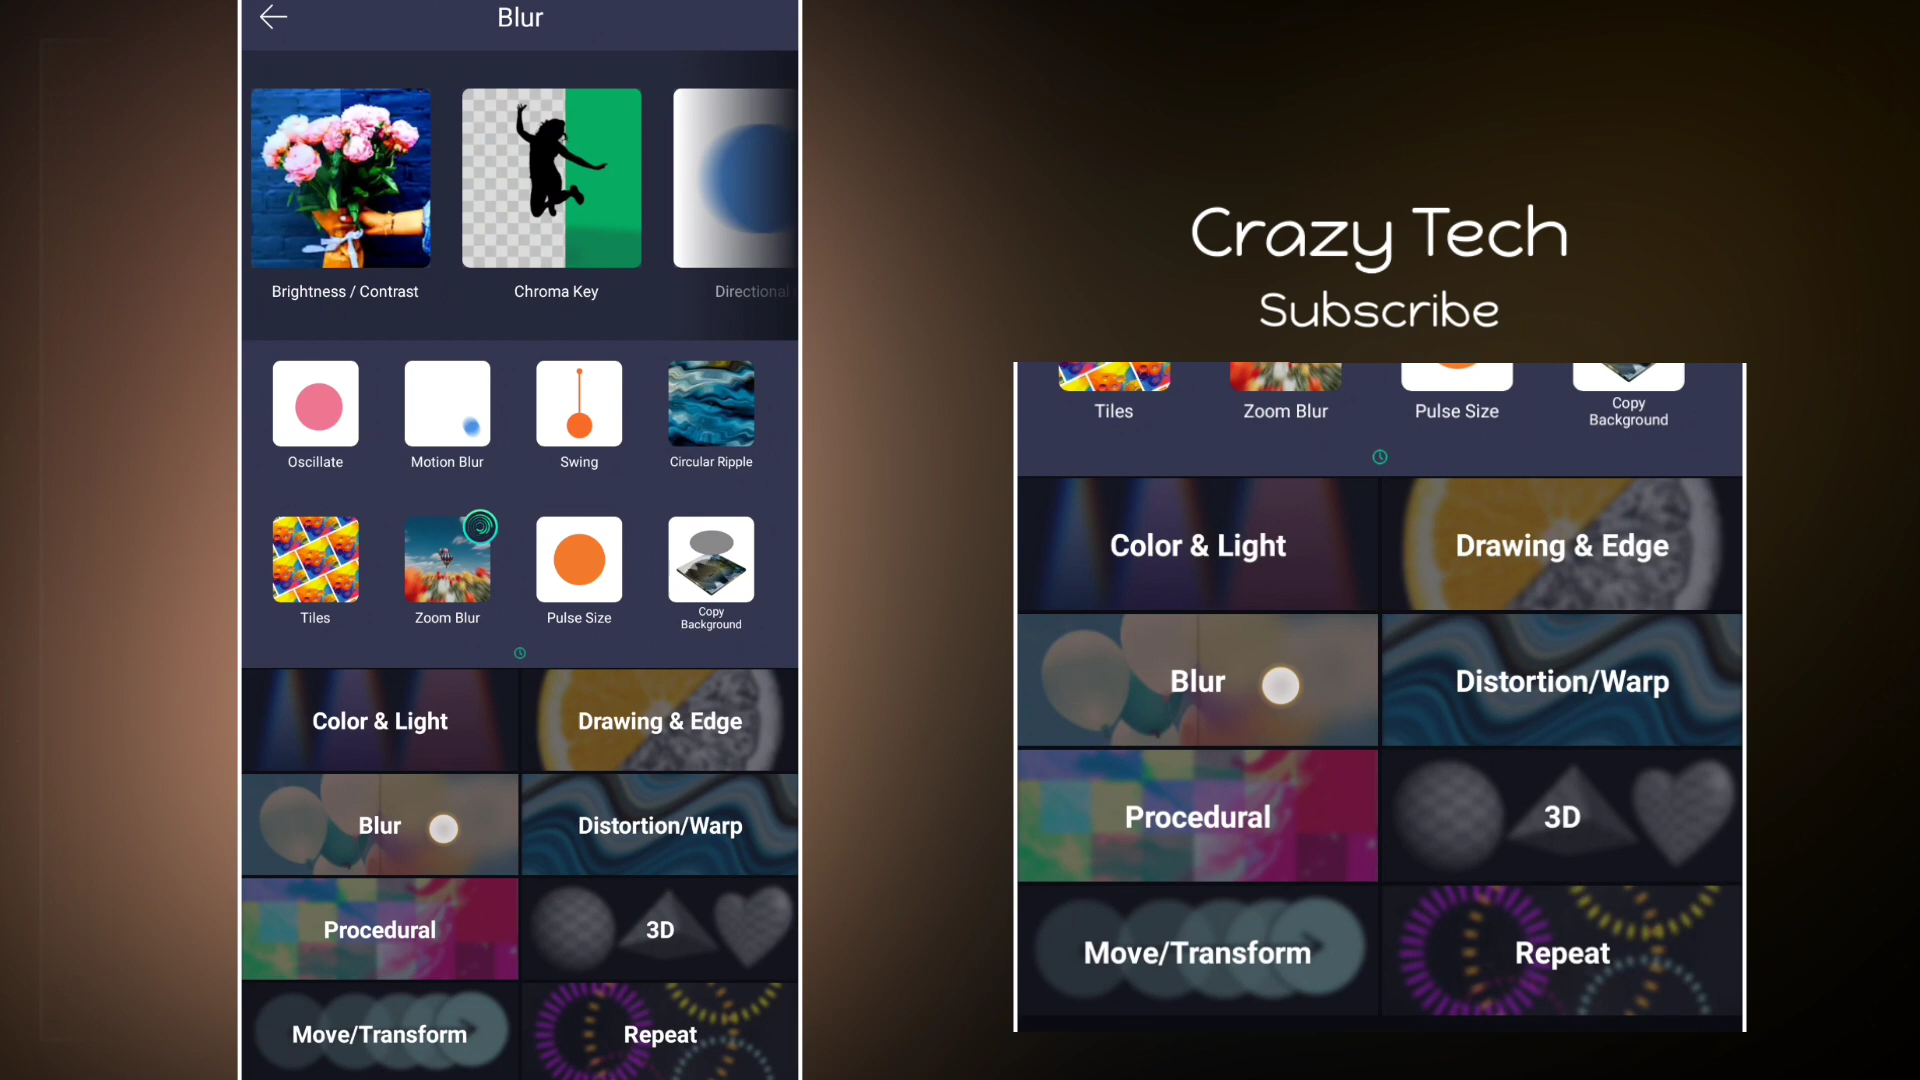 Blur
Brightness / Contrast
Chroma Key
Directional
Oscillate
Motion Blur
Swing
Circular Ripple
Tiles
Zoom Blur
Pulse Size
Copy
Background
Color & Light
Drawing & Edge
Blur
Distortion/Warp
Procedural
3D
Move/Transform
Repeat
Crazy Tech
Subscribe
Tiles
Zoom Blur
Pulse Size
Copy
Background
Color & Light
Drawing & Edge
Blur
Distortion/Warp
Procedural
3D
Move/Transform
Repeat